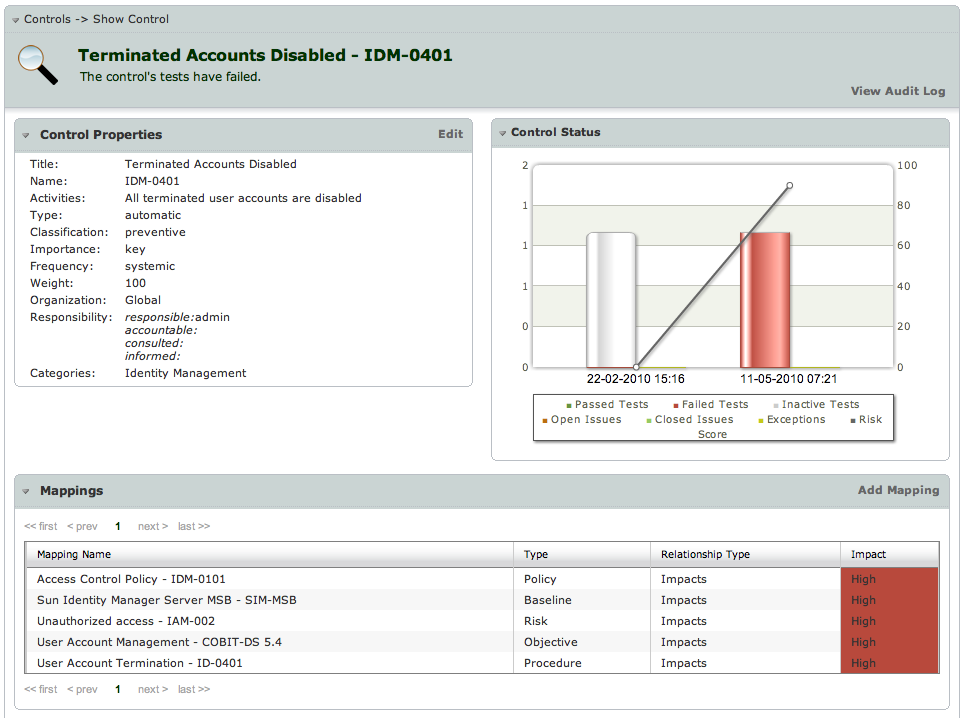 Controls -> Show Control
Terminated Accounts Disabled - IDM-0401
The control's tests have failed.
View Audit Log
Control Properties
Edit
Title: Terminated Accounts Disabled
Name: IDM-0401
Activities: All terminated user accounts are disabled
Type: automatic
Classification: preventive
Importance: key
Frequency: systemic
Weight: 100
Organization: Global
Responsibility: responsible:admin
accountable:
consulted:
informed:
Categories: Identity Management
Control Status
2 100
1 80
1 60
1 40
0 20
0 0
22-02-2010 15:16 11-05-2010 07:21
Passed Tests Failed Tests Inactive Tests
Open Issues Closed Issues Exceptions Risk
Score
Mappings
Add Mapping
<< first < prev 1 next > last >>
Mapping Name Type Relationship Type Impact
Access Control Policy - IDM-0101 Policy Impacts High
Sun Identity Manager Server MSB - SIM-MSB Baseline Impacts High
Unauthorized access - IAM-002 Risk Impacts High
User Account Management - COBIT-DS 5.4 Objective Impacts High
User Account Termination - ID-0401 Procedure Impacts High
<< first < prev 1 next > last >>